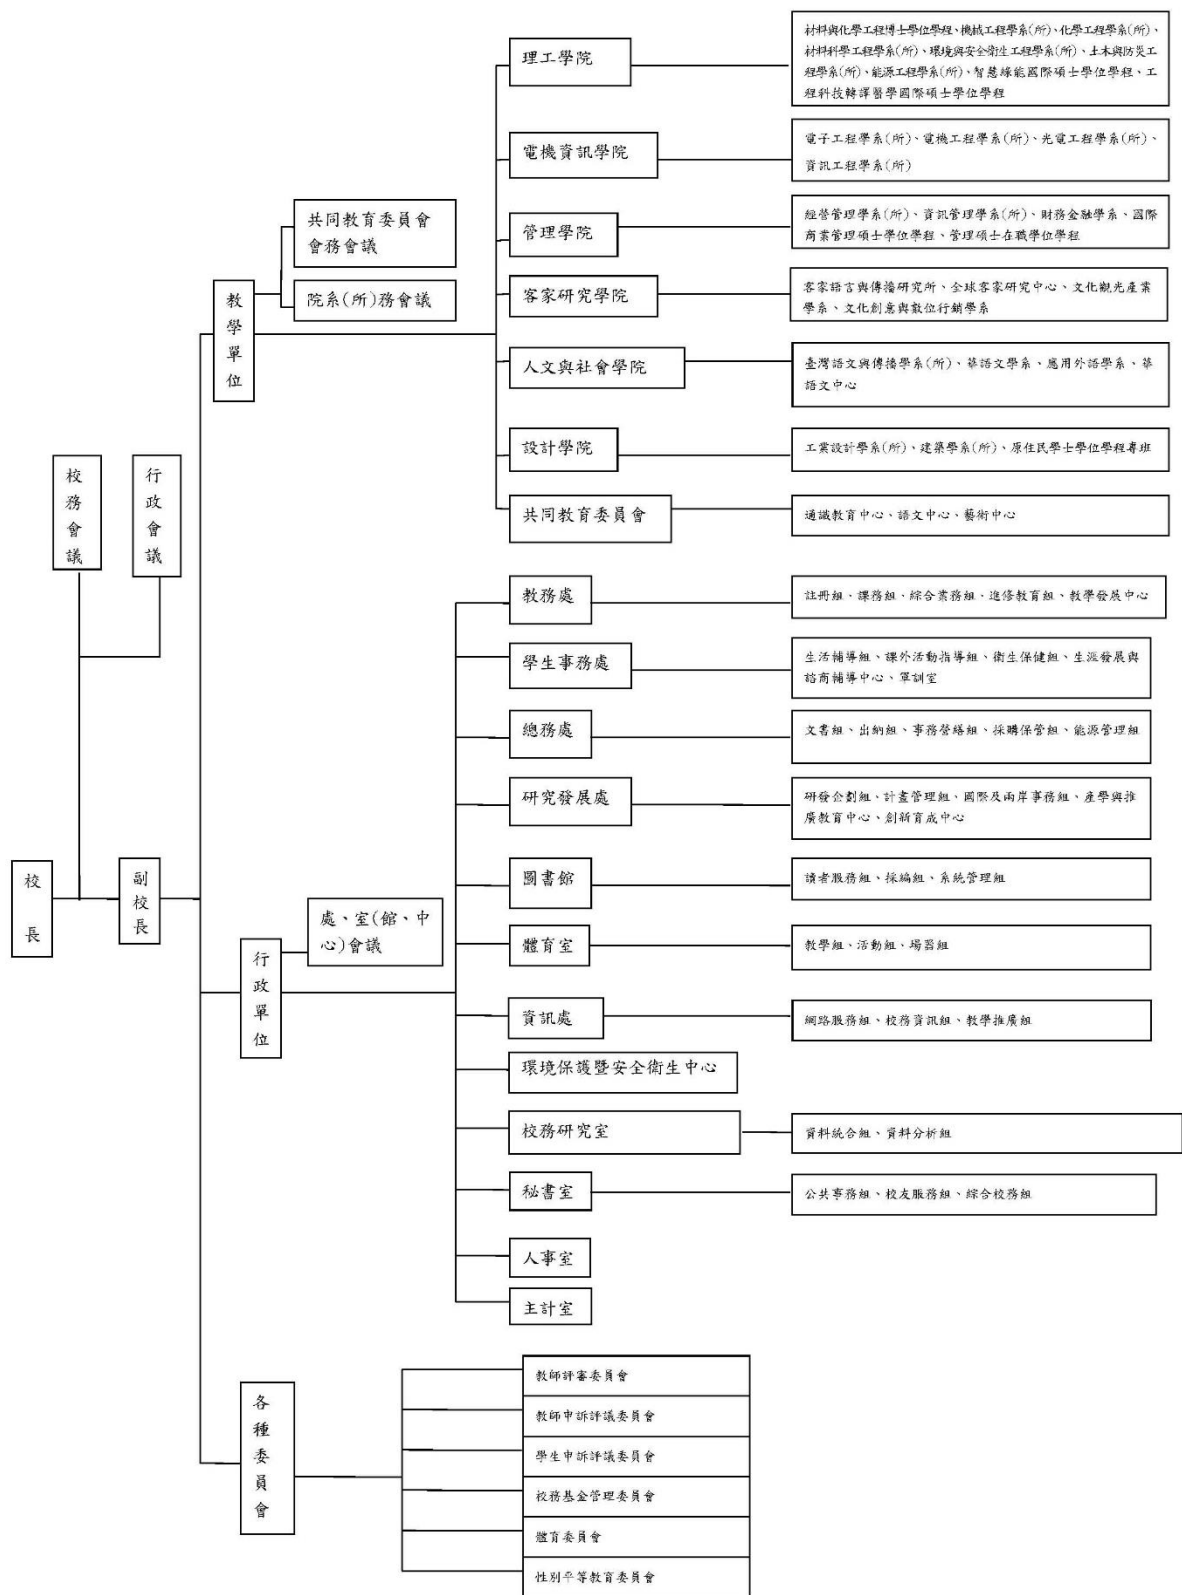 校長
校務會議
行政會議
副校長
教學單位
共同教育委員會
會務會議
院系(所)務會議
理工學院
材料與化學工程博士學位學程、機械工程學系(所)、化學工程學系(所)、
材料科學工程學系(所)、環境與安全衛生工程學系(所)、土木與防災工
程學系(所)、能源工程學系(所)、智慧綠能國際碩士學位學程、工
程科技轉譯醫學國際碩士學位學程
電機資訊學院
電子工程學系(所)、電機工程學系(所)、光電工程學系(所)、
資訊工程學系(所)
管理學院
經營管理學系(所)、資訊管理學系(所)、財務金融學系、國際
商業管理碩士學位學程、管理碩士在職學位學程
客家研究學院
客家語言與傳播研究所、全球客家研究中心、文化觀光產業
學系、文化創意與數位行銷學系
人文與社會學院
臺灣語文與傳播學系(所)、華語文學系、應用外語學系、華
語文中心
設計學院
工業設計學系(所)、建築學系(所)、原住民學士學位學程專班
共同教育委員會
通識教育中心、語文中心、藝術中心
行政單位
處、室(館、中
心)會議
教務處
註冊組、課務組、綜合業務組、進修教育組、教學發展中心
學生事務處
生活輔導組、課外活動指導組、衛生保健組、生涯發展與
諮商輔導中心、軍訓室
總務處
文書組、出納組、事務營繕組、採購保管組、能源管理組
研究發展處
研發企劃組、計畫管理組、國際及兩岸事務組、產學與推
廣教育中心、創新育成中心
圖書館
讀者服務組、採編組、系統管理組
體育室
教學組、活動組、場器組
資訊處
網路服務組、校務資訊組、教學推廣組
環境保護暨安全衛生中心
校務研究室
資料統合組、資料分析組
秘書室
公共事務組、校友服務組、綜合校務組
人事室
主計室
各種委員會
教師評審委員會
教師申訴評議委員會
學生申訴評議委員會
校務基金管理委員會
體育委員會
性別平等教育委員會